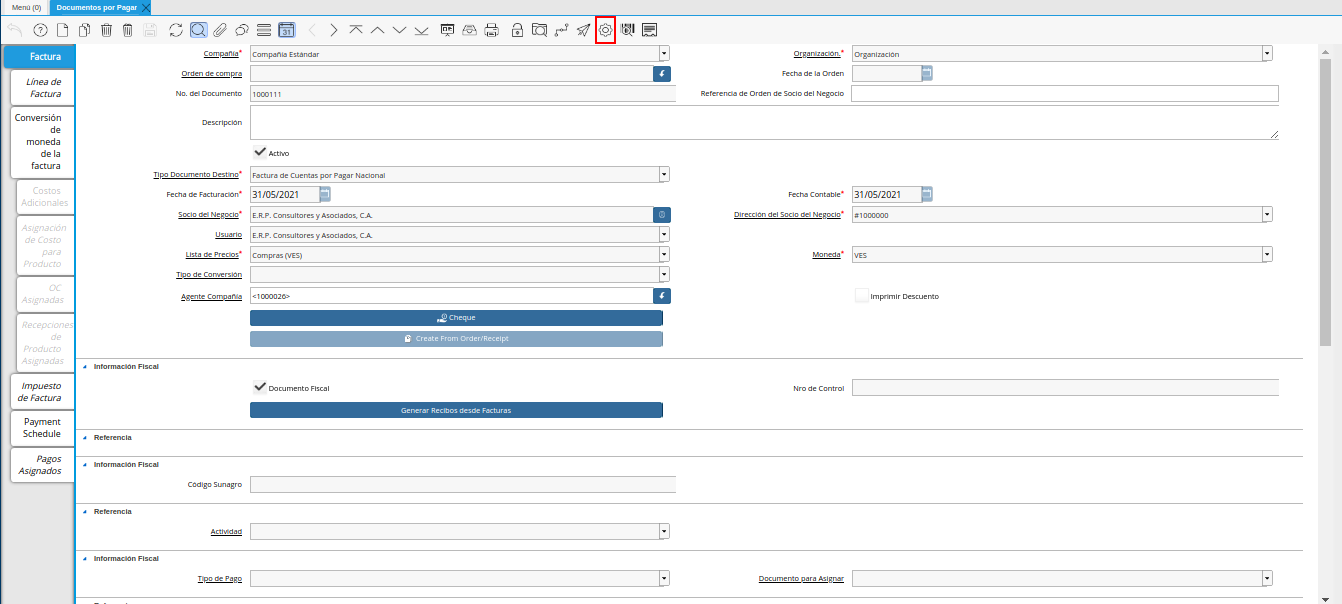 Menú (0)
Documentos por Pagar
31
Factura
Línea de
Factura
Conversión
de
moneda
de la
factura
Costos
Adicionales
Asignación
de Costo
para
Producto
OC
Asignadas
Recepciones
de
Producto
Asignadas
Impuesto
de Factura
Payment
Schedule
Pagos
Asignados
Compañía* Compañia Estándar Organización.* Organización
Orden de compra Fecha de la Orden
No. del Documento 1000111 Referencia de Orden de Socio del Negocio
Descripción
Activo
Tipo Documento Destino* Factura de Cuentas por Pagar Nacional
Fecha de Facturación* 31/05/2021 Fecha Contable* 31/05/2021
Socio del Negocio* E.R.P. Consultores y Asociados, C.A. Dirección del Socio del Negocio* #1000000
Usuario E.R.P. Consultores y Asociados, C.A.
Lista de Precios* Compras (VES) Moneda* VES
Tipo de Conversión
Agente Compañía <1000026> Imprimir Descuento
Cheque
Create From Order/Receipt
Información Fiscal
Documento Fiscal Nro de Control
Generar Recibos desde Facturas
Referencia
Información Fiscal
Código Sunagro
Referencia
Actividad
Información Fiscal
Tipo de Pago Documento para Asignar